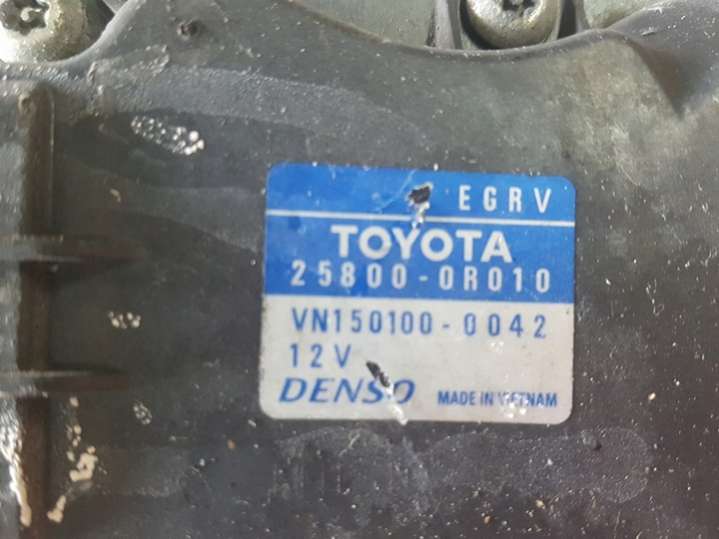 EGRV
TOYOTA
25800-0R010
VN150100-0042
12V
DENSO MADE IN VIETNAM